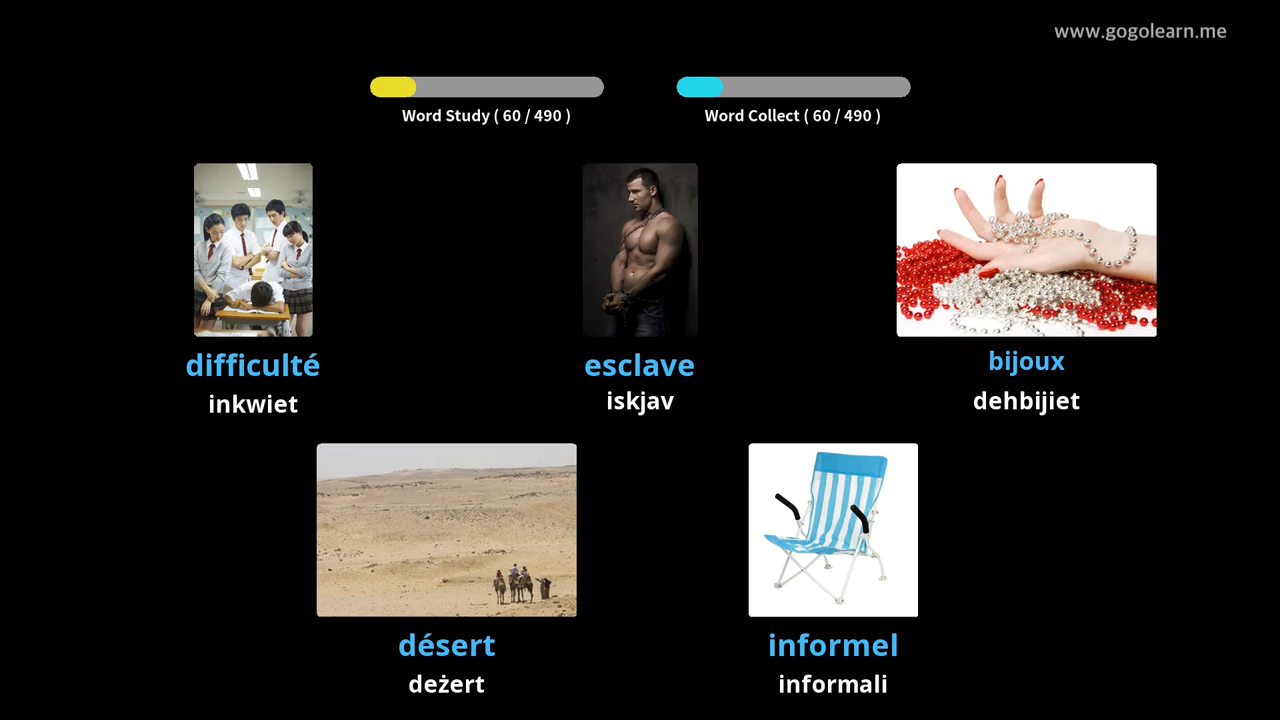 www.gogolearn.me
Word Study ( 60 / 490 )
Word Collect ( 60 / 490 )
difficulté
inkwiet
esclave
iskjav
bijoux
dehbijiet
désert
deżert
informel
informali